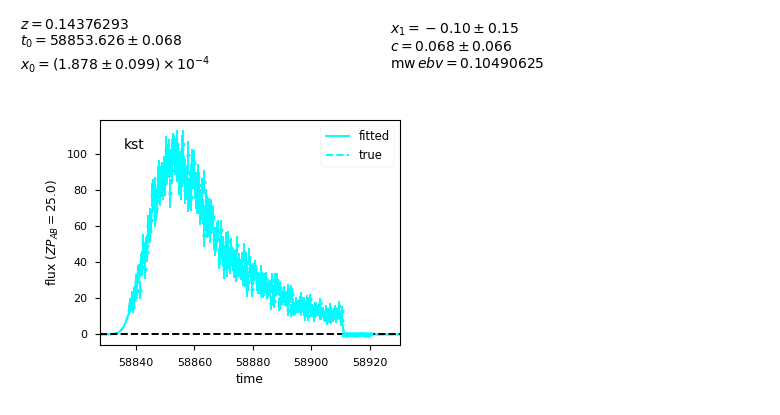 z = 0.14376293
t₀ = 58853.626 ± 0.068
x₀ = (1.878 ± 0.099) × 10⁻⁴
x₁ = − 0.10 ± 0.15
c = 0.068 ± 0.066
mw ebv = 0.10490625
kst
fitted
true
100
80
60
40
20
0
flux (ZP_AB = 25.0)
58840 58860 58880 58900 58920
time